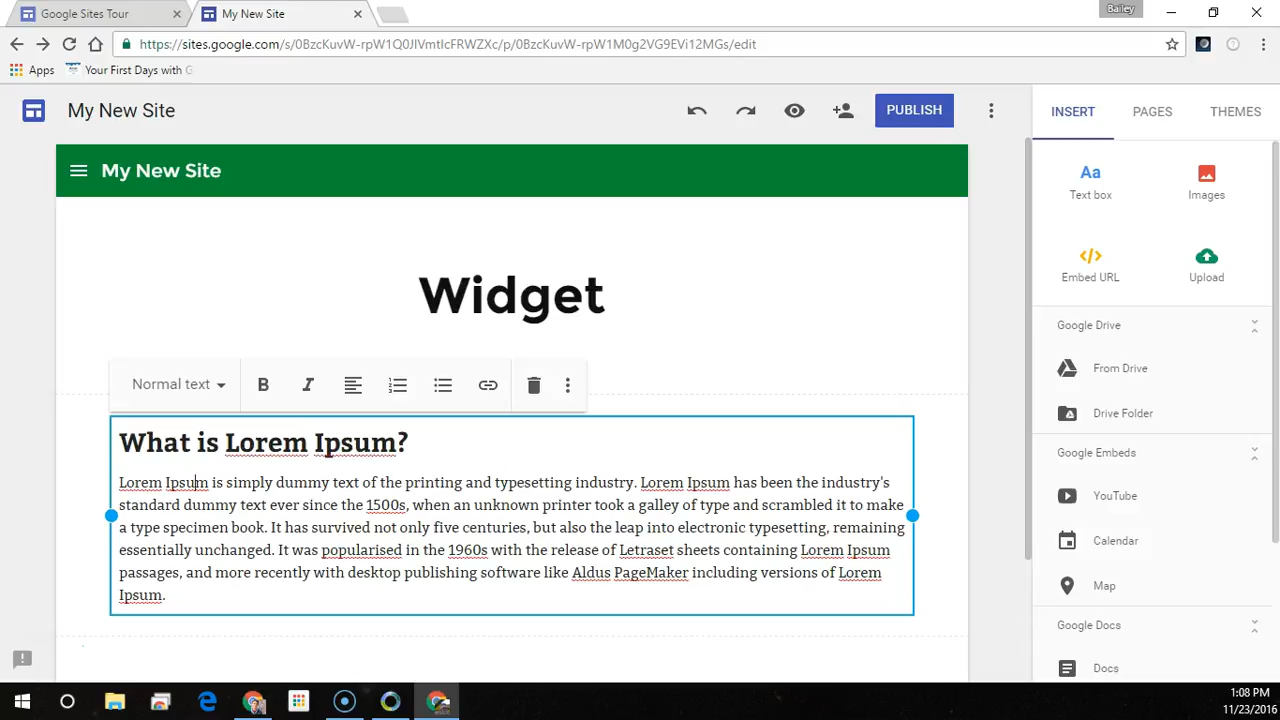 Google Sites Tour
My New Site
Bailey
https://sites.google.com/s/0BzcKuvW-rpW1Q0JIVmtIcFRWZXc/p/0BzcKuvW-rpW1M0g2VG9EVi12MGs/edit
Apps
Your First Days with G
My New Site
PUBLISH
INSERT
PAGES
THEMES
My New Site
Aa
Text box
Images
Embed URL
Upload
Widget
Google Drive
From Drive
Drive Folder
Normal text
B
I
What is Lorem Ipsum?
Lorem Ipsum is simply dummy text of the printing and typesetting industry. Lorem Ipsum has been the industry's
standard dummy text ever since the 1500s, when an unknown printer took a galley of type and scrambled it to make
a type specimen book. It has survived not only five centuries, but also the leap into electronic typesetting, remaining
essentially unchanged. It was popularised in the 1960s with the release of Letraset sheets containing Lorem Ipsum
passages, and more recently with desktop publishing software like Aldus PageMaker including versions of Lorem
Ipsum.
Google Embeds
YouTube
Calendar
Map
Google Docs
Docs
1:08 PM
11/23/2016